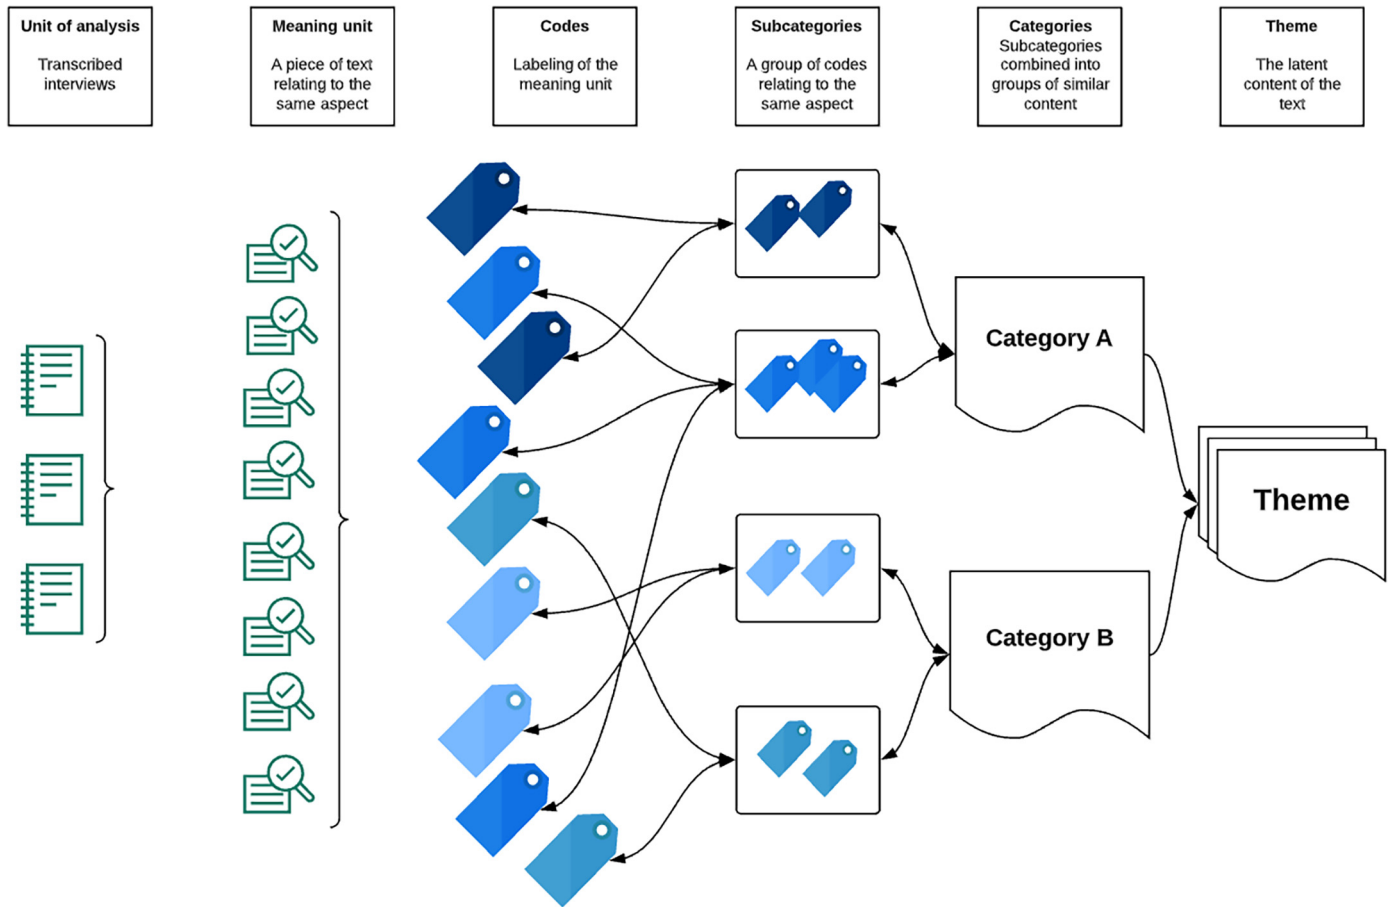 Unit of analysis
Transcribed
interviews
Meaning unit
A piece of text
relating to the
same aspect
Codes
Labeling of the
meaning unit
Subcategories
A group of codes
relating to the
same aspect
Categories
Subcategories
combined into
groups of similar
content
Theme
The latent
content of the
text
Category A
Category B
Theme